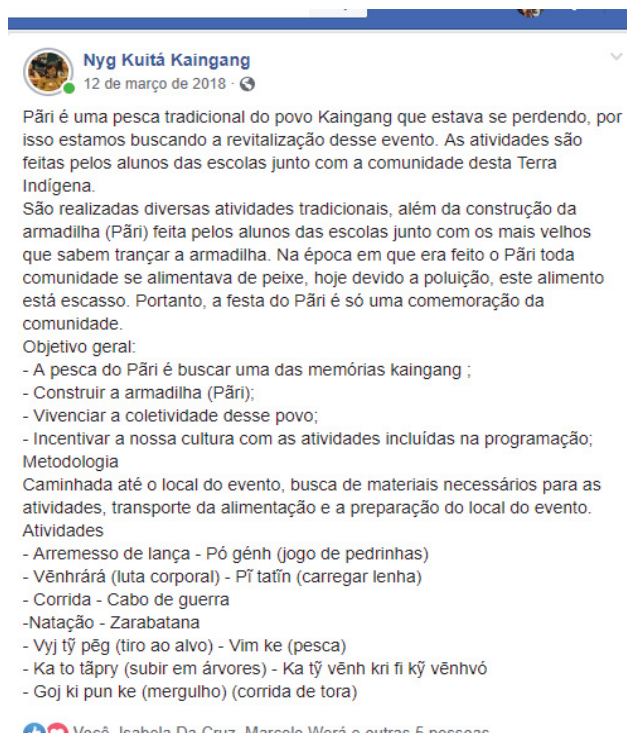 Nyg Kuitá Kaingang
12 de março de 2018 ·
Pãri é uma pesca tradicional do povo Kaingang que estava se perdendo, por
isso estamos buscando a revitalização desse evento. As atividades são
feitas pelos alunos das escolas junto com a comunidade desta Terra
Indígena.
São realizadas diversas atividades tradicionais, além da construção da
armadilha (Pãri) feita pelos alunos das escolas junto com os mais velhos
que sabem trançar a armadilha. Na época em que era feito o Pãri toda
comunidade se alimentava de peixe, hoje devido a poluição, este alimento
está escasso. Portanto, a festa do Pãri é só uma comemoração da
comunidade.
Objetivo geral:
- A pesca do Pãri é buscar uma das memórias kaingang ;
- Construir a armadilha (Pãri);
- Vivenciar a coletividade desse povo;
- Incentivar a nossa cultura com as atividades incluídas na programação;
Metodologia
Caminhada até o local do evento, busca de materiais necessários para as
atividades, transporte da alimentação e a preparação do local do evento.
Atividades
- Arremesso de lança - Pó génh (jogo de pedrinhas)
- Vẽnhrárá (luta corporal) - Pĩ tatĩn (carregar lenha)
- Corrida - Cabo de guerra
-Natação - Zarabatana
- Vyj tỹ pẽg (tiro ao alvo) - Vim ke (pesca)
- Ka to tãpry (subir em árvores) - Ka tỹ vẽnh kri fi kỹ vẽnhvó
- Goj ki pun ke (mergulho) (corrida de tora)
Você, Isabela Da Cruz, Marcelo Werá e outras 5 pessoas